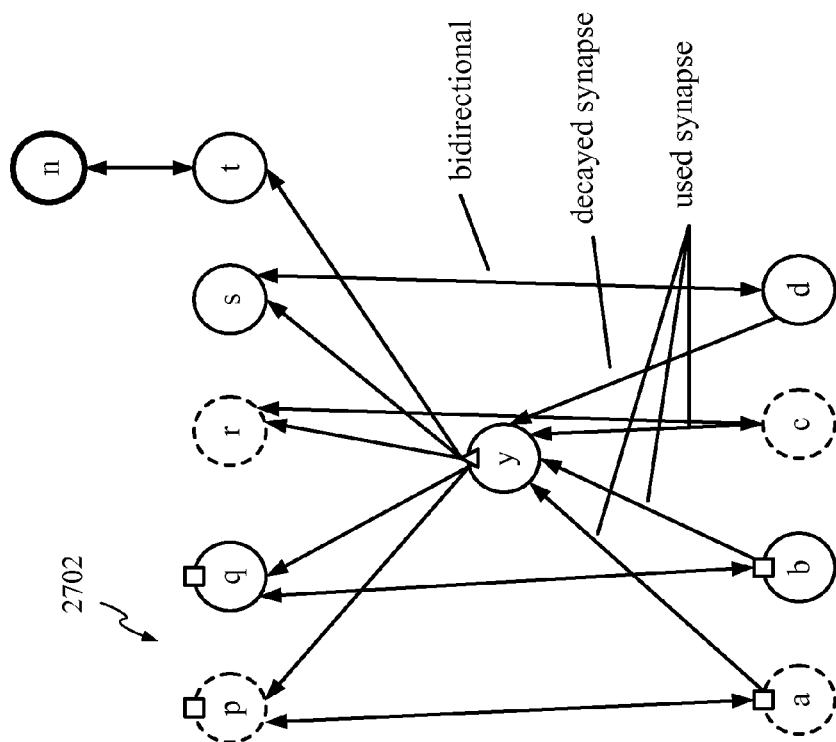 2702
n
p
q
r
s
t
y
a
b
c
d
bidirectional
decayed synapse
used synapse